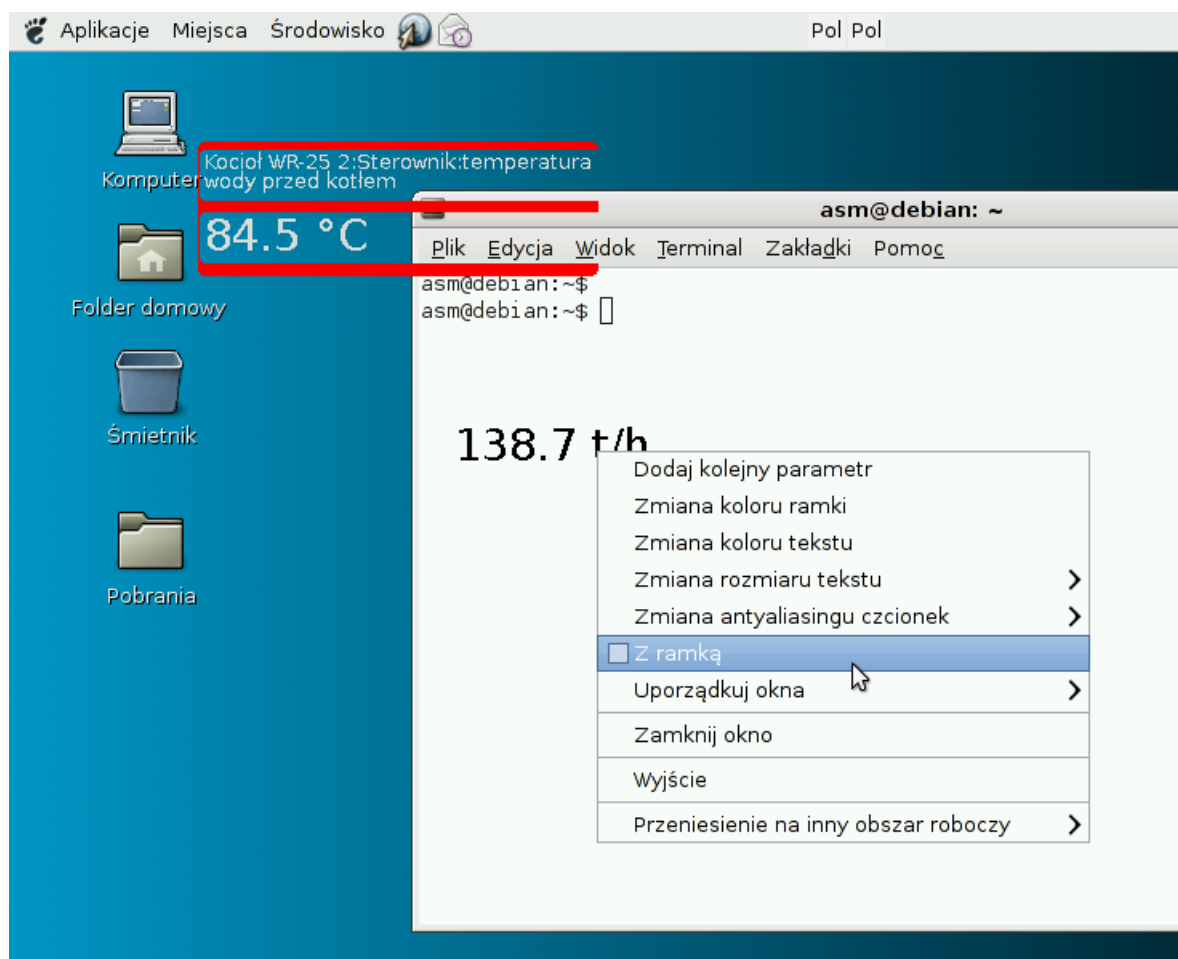 Aplikacje Miejsca Środowisko Pol Pol
Komputer
Kocioł WR-25 2:Sterownik:temperatura
wody przed kotłem
84.5 °C
Folder domowy
Śmietnik
Pobrania
asm@debian: ~
Plik Edycja Widok Terminal Zakładki Pomoc
asm@debian:~$
asm@debian:~$
138.7 t/h
Dodaj kolejny parametr
Zmiana koloru ramki
Zmiana koloru tekstu
Zmiana rozmiaru tekstu
Zmiana antyaliasingu czcionek
Z ramką
Uporządkuj okna
Zamknij okno
Wyjście
Przeniesienie na inny obszar roboczy